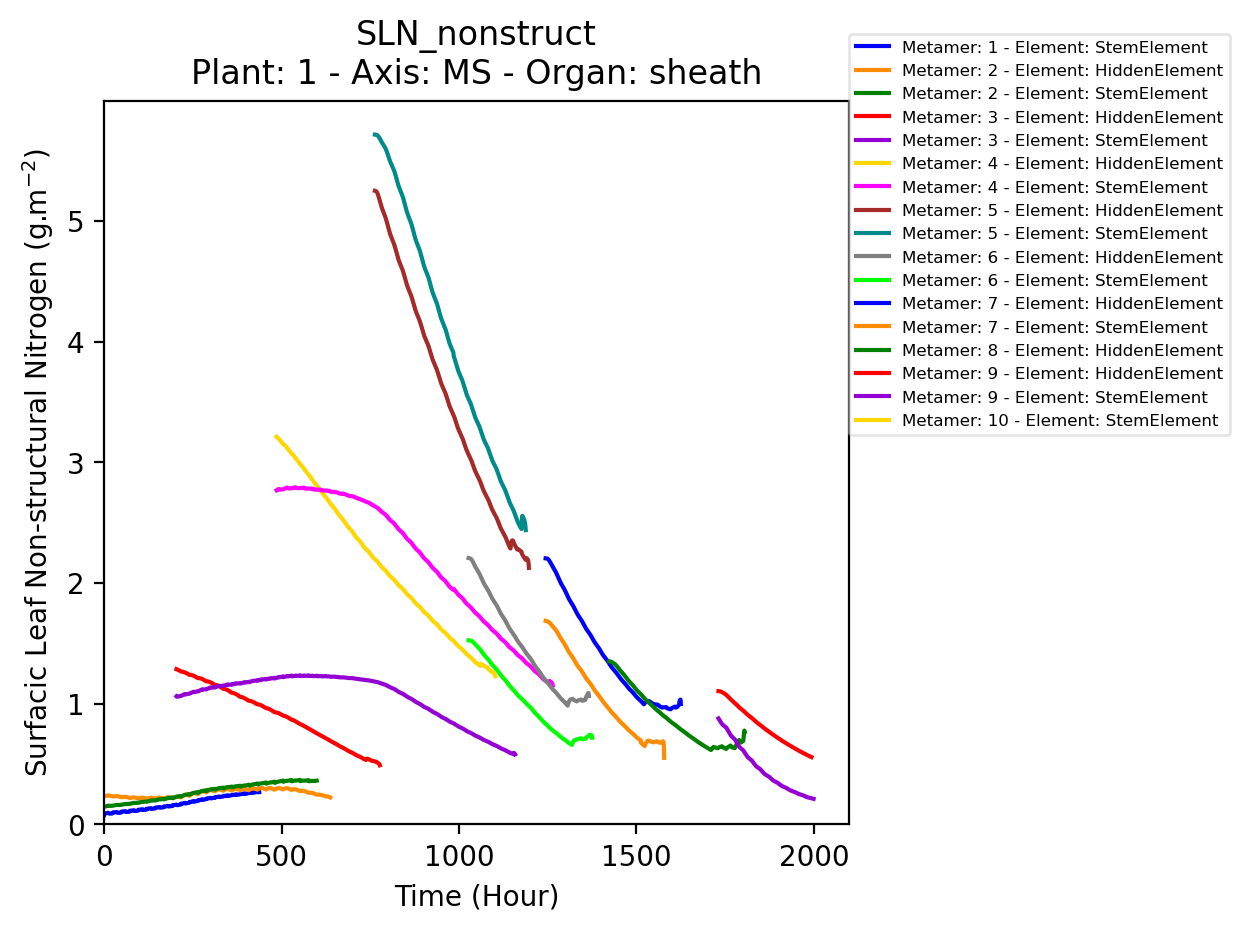 SLN_nonstruct
Plant: 1 - Axis: MS - Organ: sheath
Surfacic Leaf Non-structural Nitrogen (g.m⁻²)
5
4
3
2
1
0
0 500 1000 1500 2000
Time (Hour)
Metamer: 1 - Element: StemElement
Metamer: 2 - Element: HiddenElement
Metamer: 2 - Element: StemElement
Metamer: 3 - Element: HiddenElement
Metamer: 3 - Element: StemElement
Metamer: 4 - Element: HiddenElement
Metamer: 4 - Element: StemElement
Metamer: 5 - Element: HiddenElement
Metamer: 5 - Element: StemElement
Metamer: 6 - Element: HiddenElement
Metamer: 6 - Element: StemElement
Metamer: 7 - Element: HiddenElement
Metamer: 7 - Element: StemElement
Metamer: 8 - Element: HiddenElement
Metamer: 9 - Element: HiddenElement
Metamer: 9 - Element: StemElement
Metamer: 10 - Element: StemElement